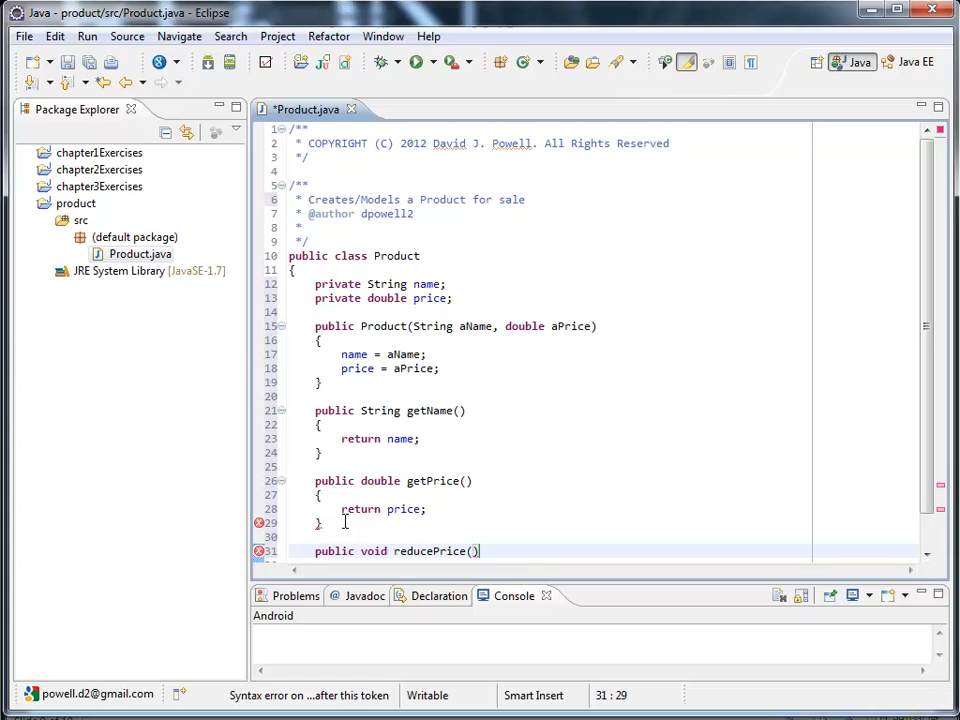 Java - product/src/Product.java - Eclipse
File Edit Run Source Navigate Search Project Refactor Window Help
Java Java EE
Package Explorer
*Product.java
chapter1Exercises
chapter2Exercises
chapter3Exercises
product
src
(default package)
Product.java
JRE System Library [JavaSE-1.7]
1 /**
2 * COPYRIGHT (C) 2012 David J. Powell. All Rights Reserved
3 */
4
5 /**
6 * Creates/Models a Product for sale
7 * @author dpowell2
8 *
9 */
10 public class Product
11 {
12 private String name;
13 private double price;
14
15 public Product(String aName, double aPrice)
16 {
17 name = aName;
18 price = aPrice;
19 }
20
21 public String getName()
22 {
23 return name;
24 }
25
26 public double getPrice()
27 {
28 return price;
29 }
30
31 public void reducePrice()
Problems @ Javadoc Declaration Console
Android
powell.d2@gmail.com Syntax error on ...after this token Writable Smart Insert 31 : 29